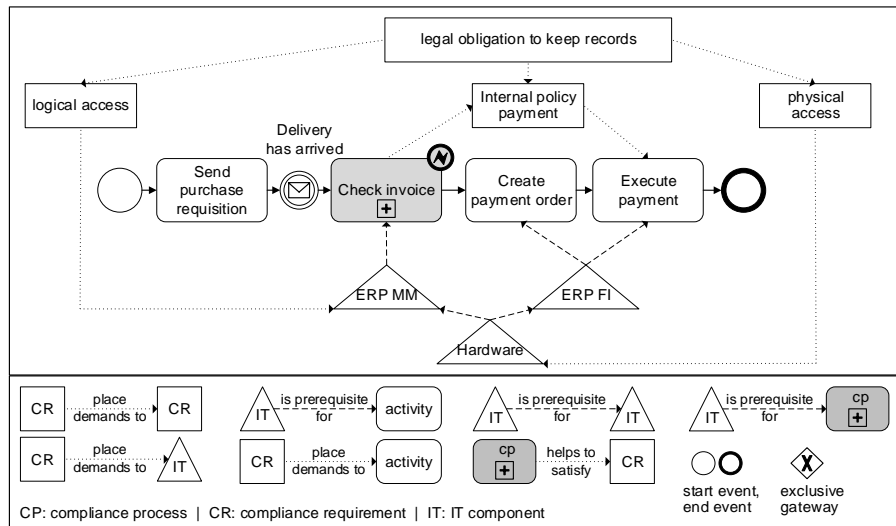 legal obligation to keep records
logical access
Internal policy
payment
physical
access
Delivery
has arrived
Send
purchase
requisition
Check invoice
Create
payment order
Execute
payment
ERP MM
ERP FI
Hardware
CR
place
demands to
CR
IT
is prerequisite
for
activity
IT
is prerequisite
for
IT
IT
is prerequisite
for
cp
CR
place
demands to
IT
CR
place
demands to
activity
cp
helps to
satisfy
CR
start event,
end event
X
exclusive
gateway
CP: compliance process | CR: compliance requirement | IT: IT component